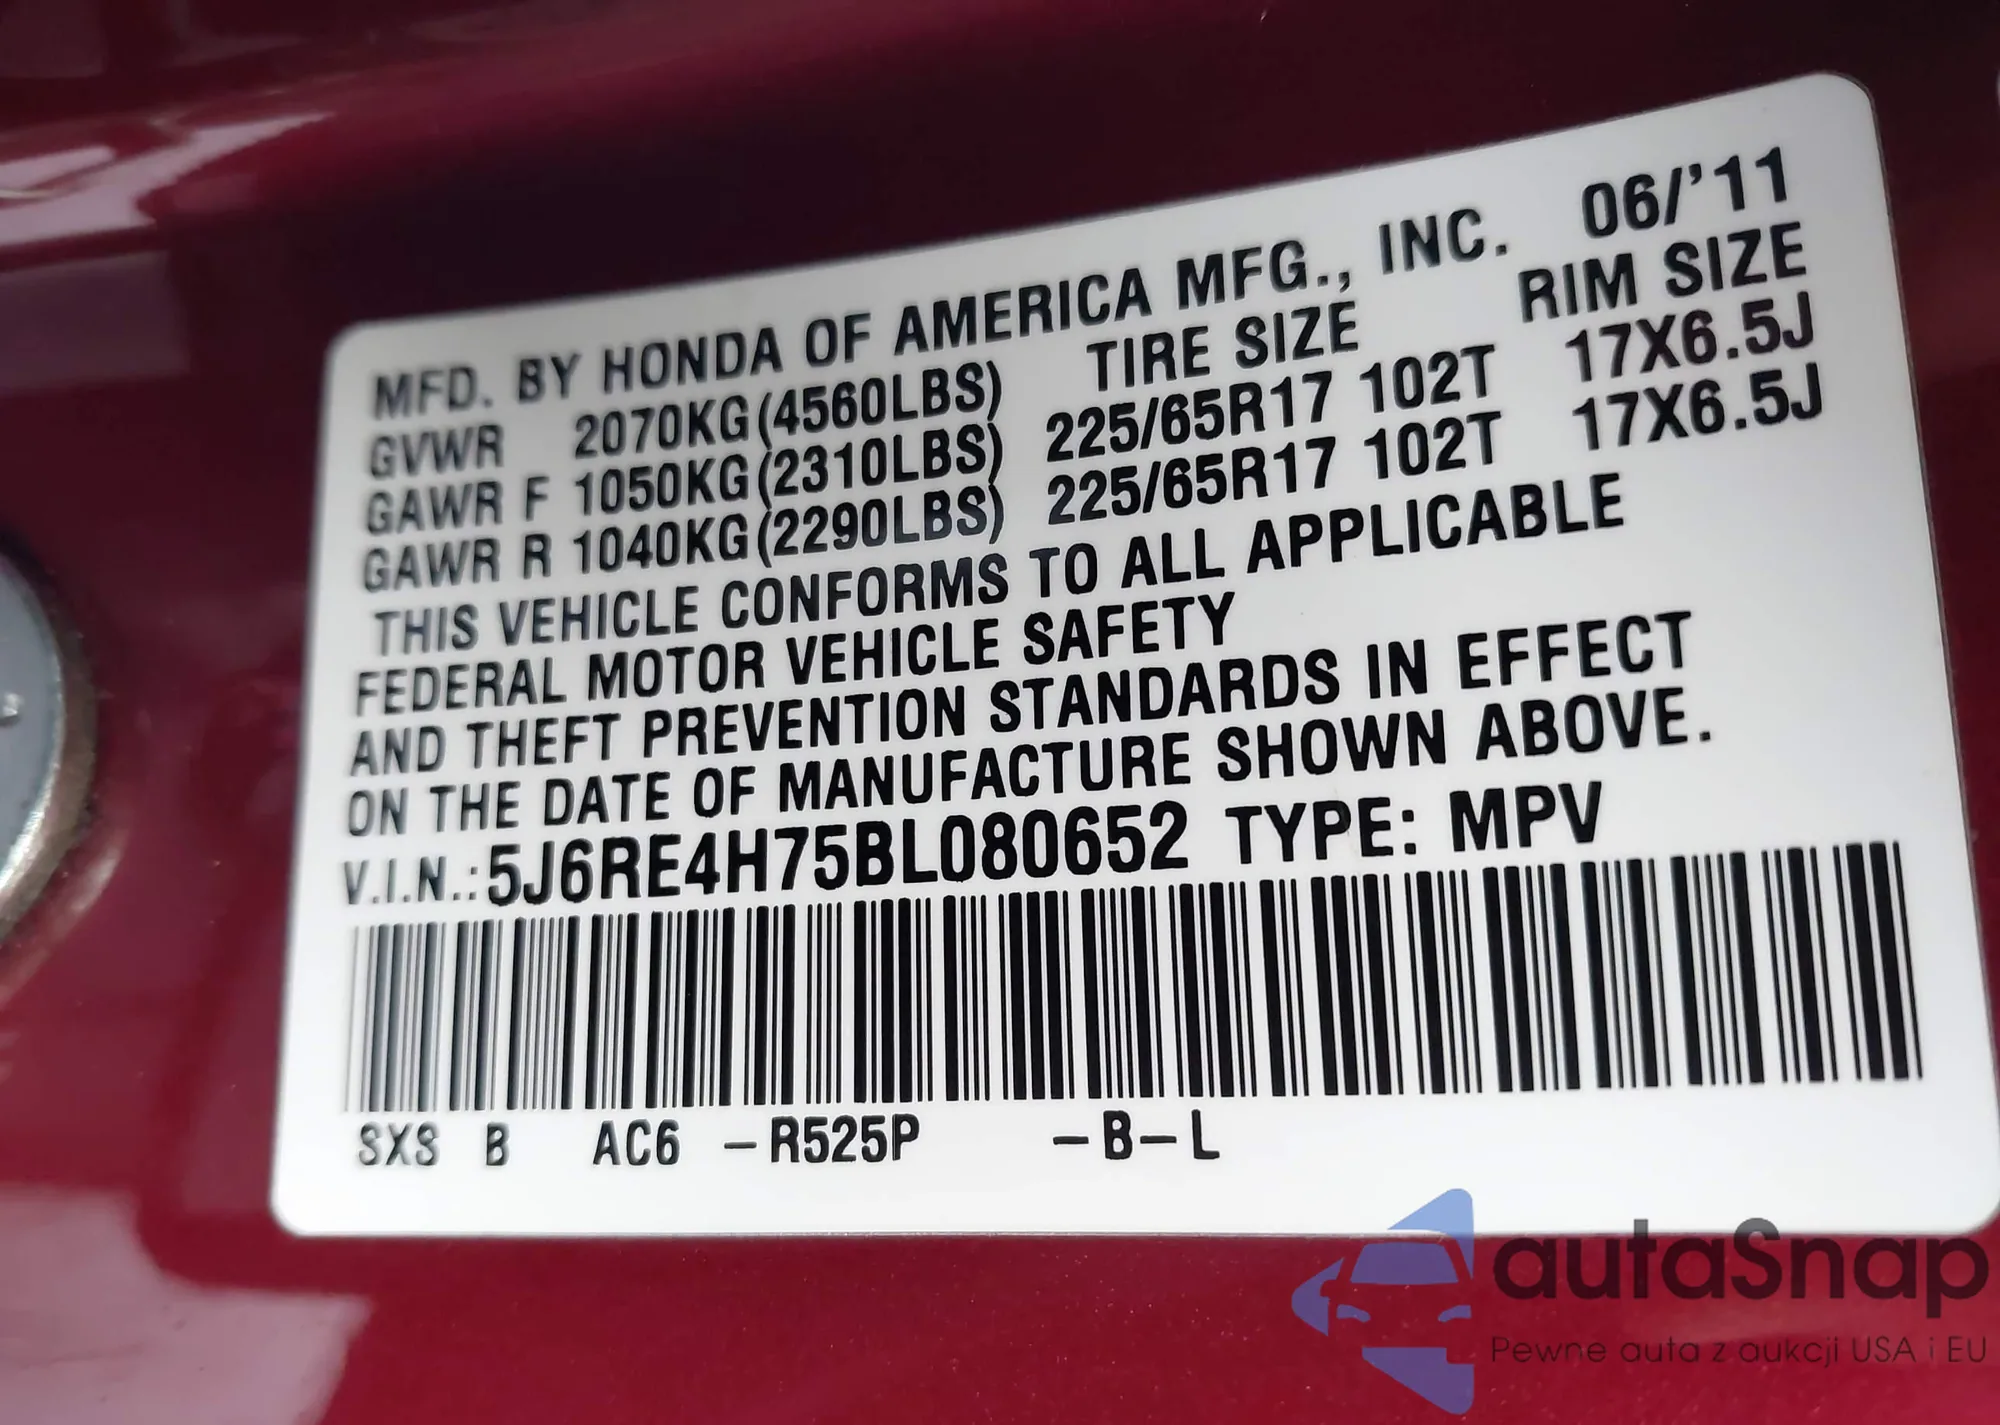 MFD. BY HONDA OF AMERICA MFG., INC. 06/'11
GVWR 2070KG(4560LBS) TIRE SIZE RIM SIZE
GAWR F 1050KG(2310LBS) 225/65R17 102T 17X6.5J
GAWR R 1040KG(2290LBS) 225/65R17 102T 17X6.5J
THIS VEHICLE CONFORMS TO ALL APPLICABLE
FEDERAL MOTOR VEHICLE SAFETY
AND THEFT PREVENTION STANDARDS IN EFFECT
ON THE DATE OF MANUFACTURE SHOWN ABOVE.
V.I.N.:5J6RE4H75BL080652 TYPE: MPV
SXS B AC6 -R525P -B-L
autaSnap
Pewne auta z aukcji USA i EU